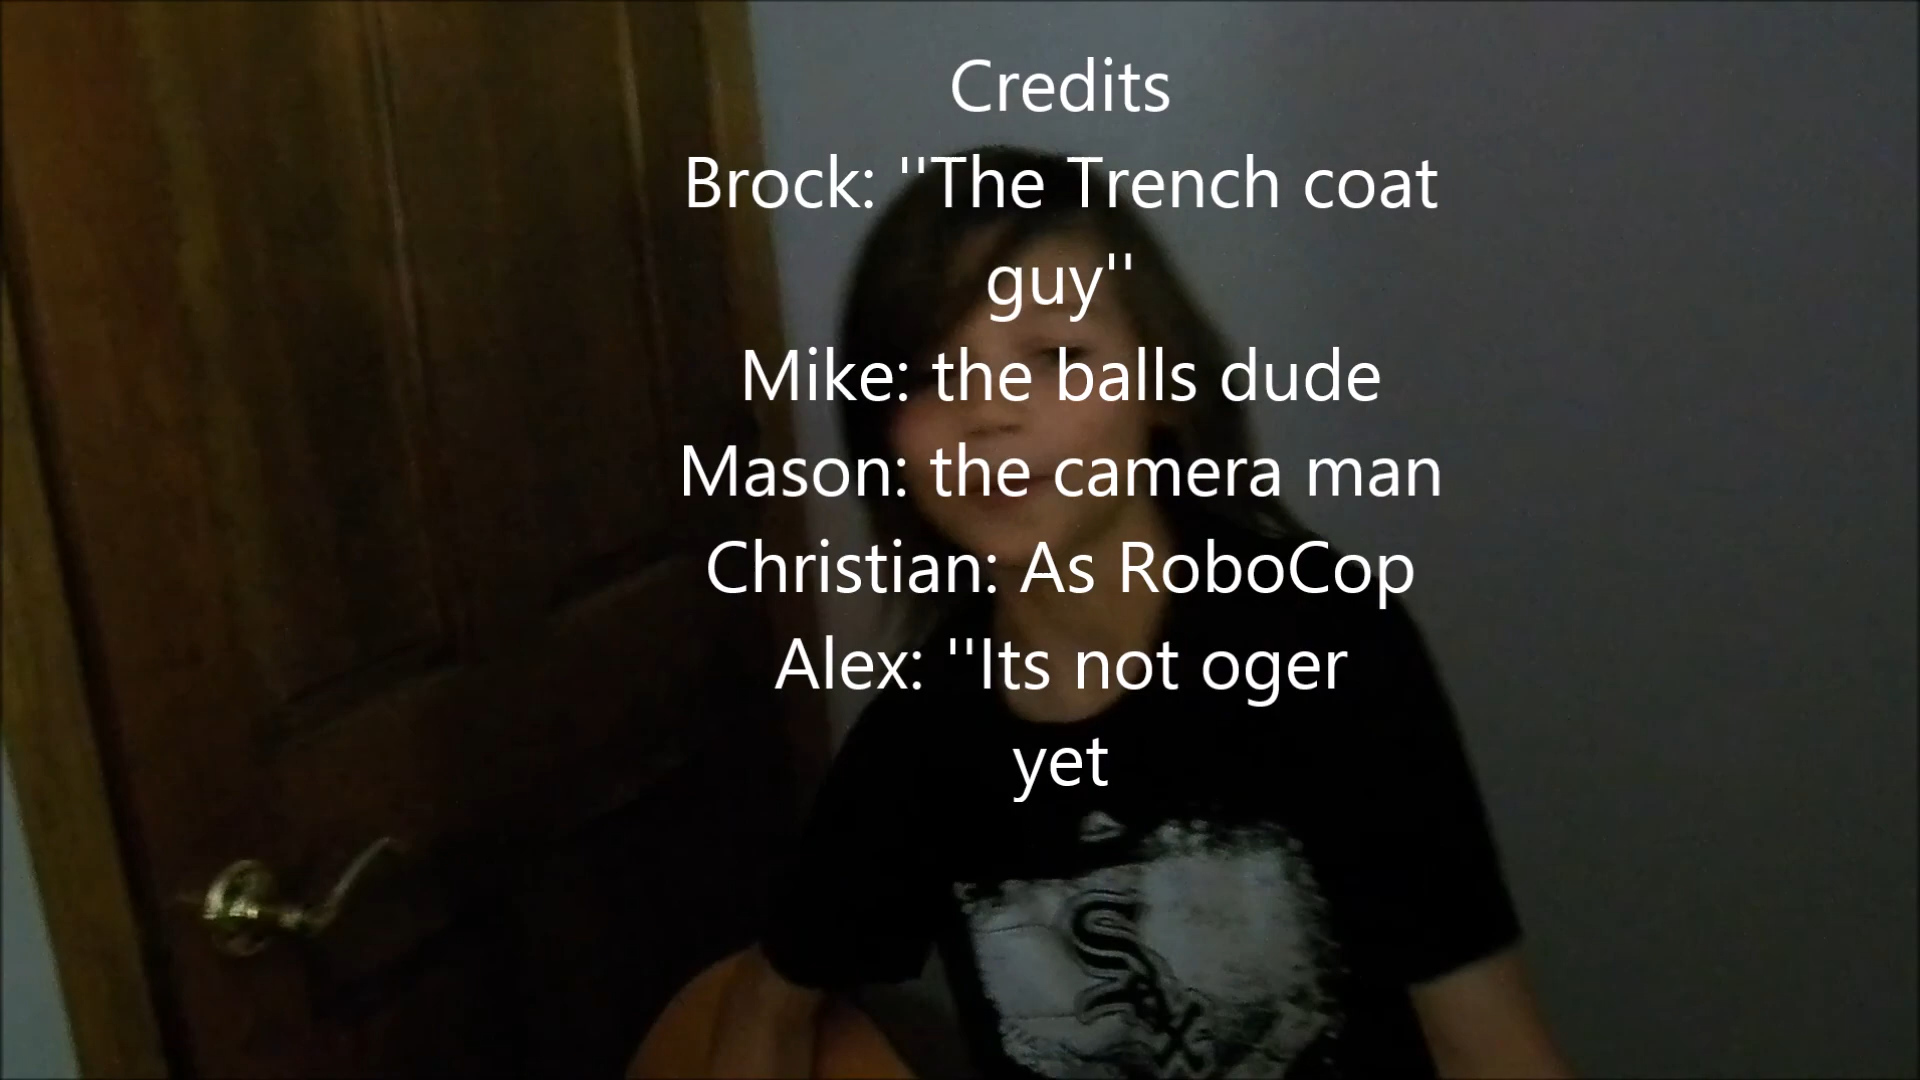 Credits
Brock: ''The Trench coat
guy''
Mike: the balls dude
Mason: the camera man
Christian: As RoboCop
Alex: ''Its not oger
yet
Sox